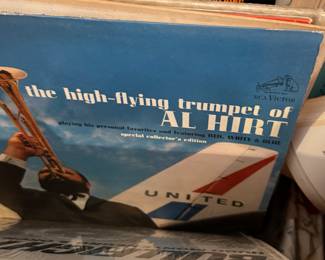 RCA VICTOR
the high-flying trumpet of
AL HIRT
playing his personal favorites and featuring RED, WHITE & BLUE
special collector's edition
UNITED